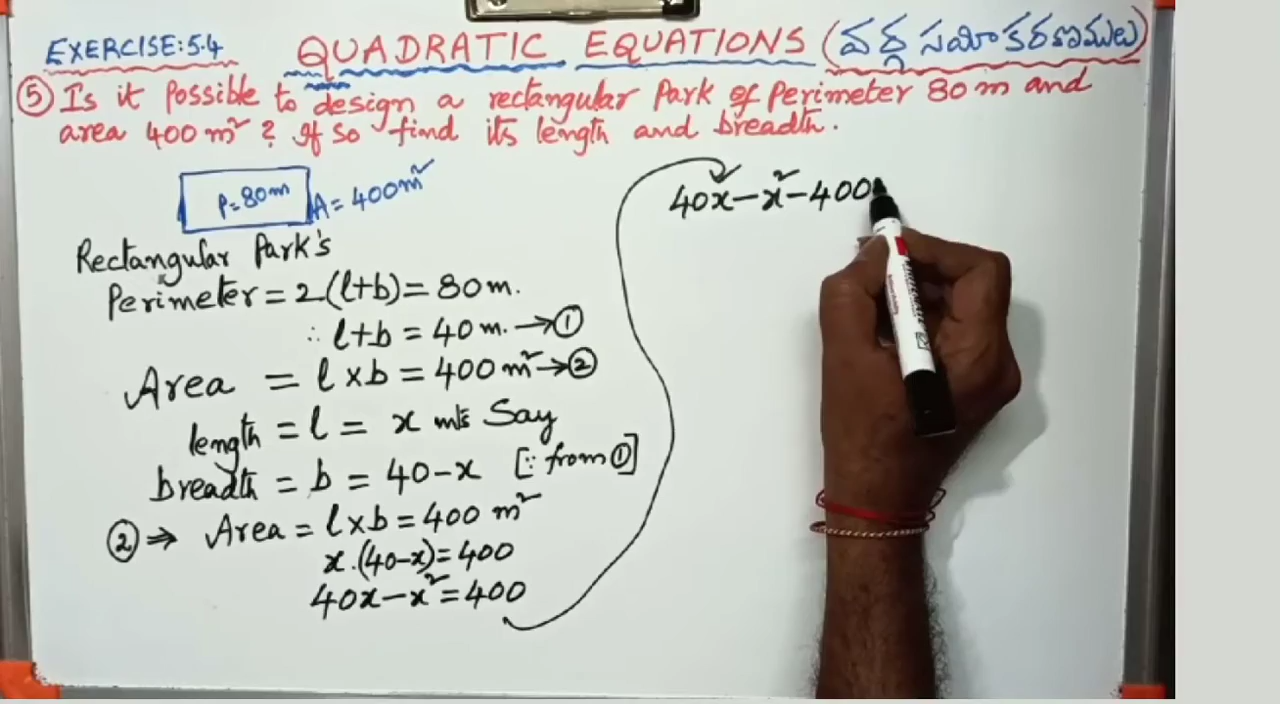 EXERCISE:5.4 QUADRATIC EQUATIONS (వర్గ సమీకరణములు)
⑤ Is it possible to design a rectangular Park of Perimeter 80 m and
area 400 m² ? If so find its length and breadth.
P=80m A = 400m²
Rectangular Park's
Perimeter = 2(l+b) = 80m.
∴ l+b = 40 m. → ①
Area = l x b = 400 m² → ②
length = l = x mts Say
breadth = b = 40-x [∵ from ①]
② ⇒ Area = l x b = 400 m²
x.(40-x) = 400
40x-x² = 400
40x-x²-400